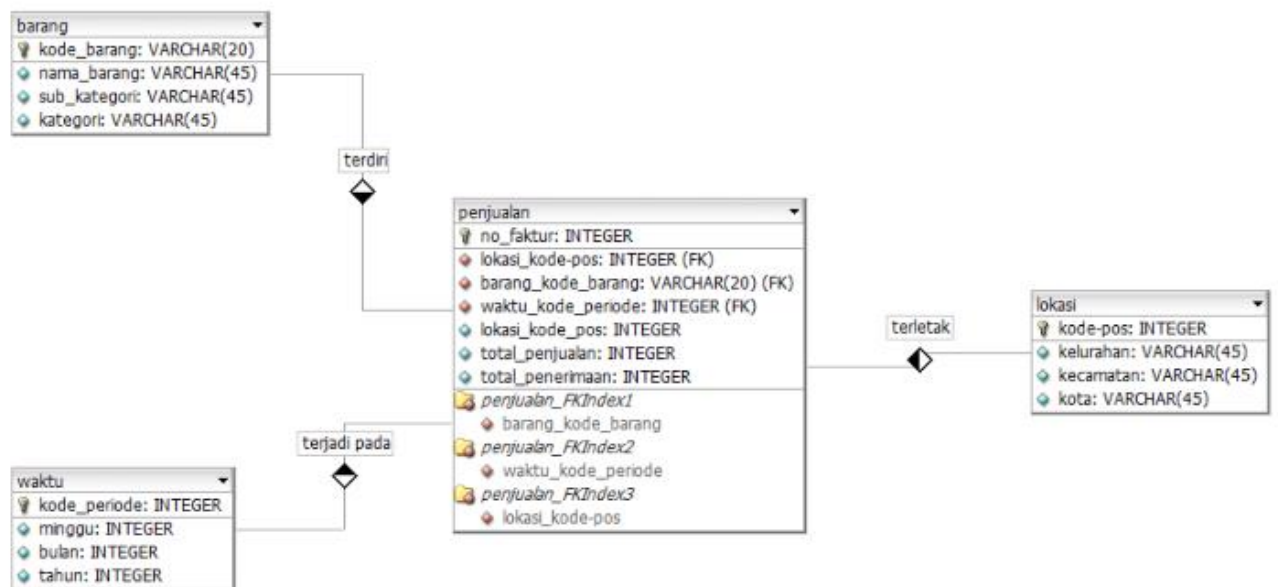 barang
kode_barang: VARCHAR(20)
nama_barang: VARCHAR(45)
sub_kategori: VARCHAR(45)
kategori: VARCHAR(45)
terdiri
penjualan
no_faktur: INTEGER
lokasi_kode-pos: INTEGER (FK)
barang_kode_barang: VARCHAR(20) (FK)
waktu_kode_periode: INTEGER (FK)
lokasi_kode_pos: INTEGER
total_penjualan: INTEGER
total_penerimaan: INTEGER
penjualan_FKIndex1
barang_kode_barang
penjualan_FKIndex2
waktu_kode_periode
penjualan_FKIndex3
lokasi_kode-pos
terletak
lokasi
kode-pos: INTEGER
kelurahan: VARCHAR(45)
kecamatan: VARCHAR(45)
kota: VARCHAR(45)
terjadi pada
waktu
kode_periode: INTEGER
minggu: INTEGER
bulan: INTEGER
tahun: INTEGER